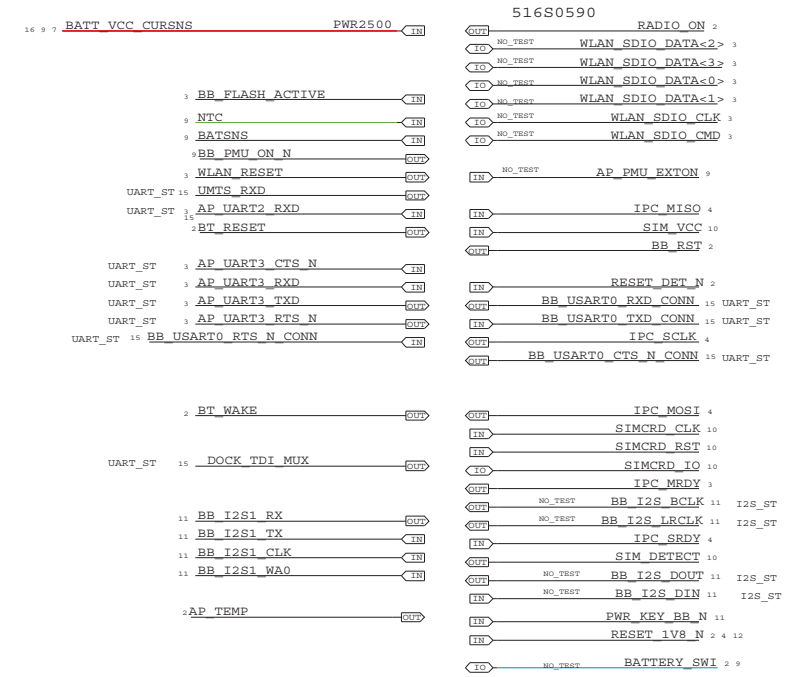 516S0590
16 9 7 BATT_VCC_CURSNS PWR2500 IN
OUT RADIO_ON 2
IO NO_TEST WLAN_SDIO_DATA<2> 3
IO NO_TEST WLAN_SDIO_DATA<3> 3
IO NO_TEST WLAN_SDIO_DATA<0> 3
3 BB_FLASH_ACTIVE IN
IO NO_TEST WLAN_SDIO_DATA<1> 3
9 NTC IN
IO NO_TEST WLAN_SDIO_CLK 3
9 BATSNS IN
IO NO_TEST WLAN_SDIO_CMD 3
9 BB_PMU_ON_N OUT
3 WLAN_RESET OUT
IN NO_TEST AP_PMU_EXTON 9
UART_ST 15 UMTS_RXD OUT
UART_ST 3 15 AP_UART2_RXD IN
IN IPC_MISO 4
2 BT_RESET OUT
IN SIM_VCC 10
OUT BB_RST 2
UART_ST 3 AP_UART3_CTS_N IN
UART_ST 3 AP_UART3_RXD IN
IN RESET_DET_N 2
UART_ST 3 AP_UART3_TXD OUT
OUT BB_USART0_RXD_CONN 15 UART_ST
UART_ST 3 AP_UART3_RTS_N OUT
IN BB_USART0_TXD_CONN 15 UART_ST
UART_ST 15 BB_USART0_RTS_N_CONN IN
OUT IPC_SCLK 4
OUT BB_USART0_CTS_N_CONN 15 UART_ST
2 BT_WAKE OUT
OUT IPC_MOSI 4
IN SIMCRD_CLK 10
IN SIMCRD_RST 10
UART_ST 15 DOCK_TDI_MUX OUT
IO SIMCRD_IO 10
OUT IPC_MRDY 3
OUT NO_TEST BB_I2S_BCLK 11 I2S_ST
11 BB_I2S1_RX OUT
OUT NO_TEST BB_I2S_LRCLK 11 I2S_ST
11 BB_I2S1_TX IN
IN IPC_SRDY 4
11 BB_I2S1_CLK IN
OUT SIM_DETECT 10
11 BB_I2S1_WA0 IN
OUT NO_TEST BB_I2S_DOUT 11 I2S_ST
IN NO_TEST BB_I2S_DIN 11 I2S_ST
2 AP_TEMP OUT
IN PWR_KEY_BB_N 11
IN RESET_1V8_N 2 4 12
IO NO_TEST BATTERY_SWI 2 9